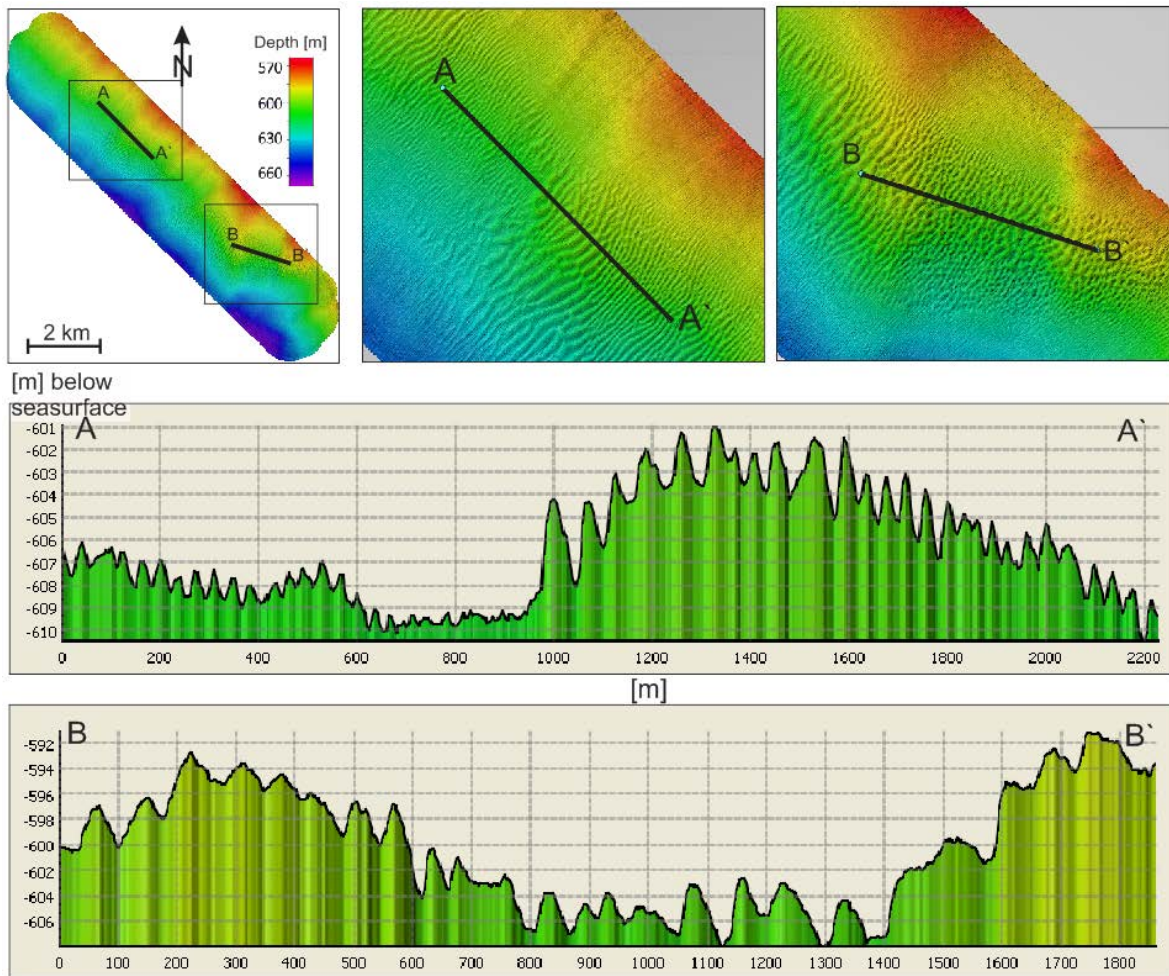 Depth [m]
570
600
630
660
N
A
A`
B
B`
2 km
A
A`
B
B`
[m] below
seasurface
A
A`
-601
-602
-603
-604
-605
-606
-607
-608
-609
-610
0 200 400 600 800 1000 1200 1400 1600 1800 2000 2200
[m]
B
B`
-592
-594
-596
-598
-600
-602
-604
-606
0 100 200 300 400 500 600 700 800 900 1000 1100 1200 1300 1400 1500 1600 1700 1800